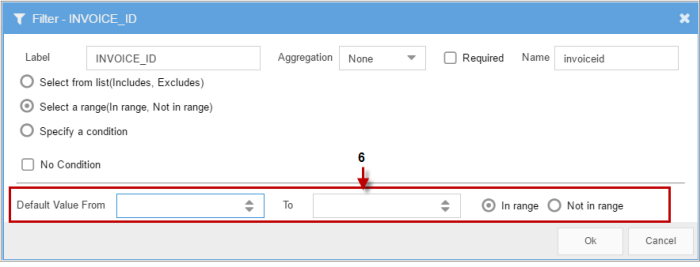 Filter - INVOICE_ID
Label INVOICE_ID Aggregation None Required Name invoiceid
Select from list(Includes, Excludes)
Select a range(In range, Not in range)
Specify a condition
No Condition
6
Default Value From To In range Not in range
Ok Cancel